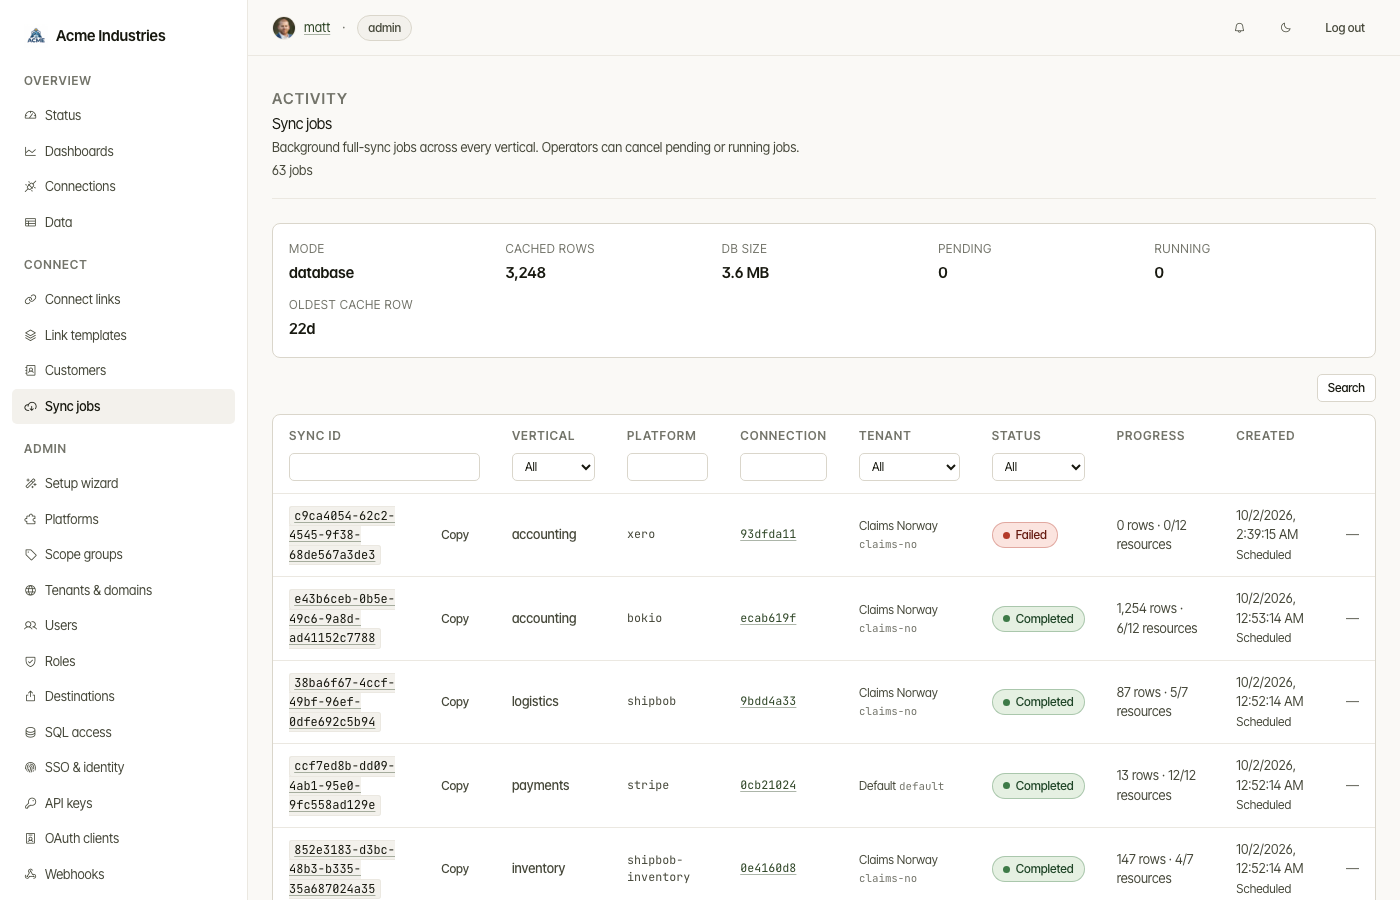 Acme Industries
OVERVIEW
Status
Dashboards
Connections
Data
CONNECT
Connect links
Link templates
Customers
Sync jobs
ADMIN
Setup wizard
Platforms
Scope groups
Tenants & domains
Users
Roles
Destinations
SQL access
SSO & identity
API keys
OAuth clients
Webhooks
matt · admin
Log out
ACTIVITY
Sync jobs
Background full-sync jobs across every vertical. Operators can cancel pending or running jobs.
63 jobs
MODE CACHED ROWS DB SIZE PENDING RUNNING
database 3,248 3.6 MB 0 0
OLDEST CACHE ROW
22d
Search
SYNC ID VERTICAL PLATFORM CONNECTION TENANT STATUS PROGRESS CREATED
All All All
c9ca4054-62c2-
4545-9f38-
68de567a3de3
Copy
accounting
xero
93dfda11
Claims Norway
claims-no
Failed
0 rows · 0/12
resources
10/2/2026,
2:39:15 AM
Scheduled
—
e43b6ceb-0b5e-
49c6-9a8d-
ad41152c7788
Copy
accounting
bokio
ecab619f
Claims Norway
claims-no
Completed
1,254 rows ·
6/12 resources
10/2/2026,
12:53:14 AM
Scheduled
—
38ba6f67-4ccf-
49bf-96ef-
0dfe692c5b94
Copy
logistics
shipbob
9bdd4a33
Claims Norway
claims-no
Completed
87 rows · 5/7
resources
10/2/2026,
12:52:14 AM
Scheduled
—
ccf7ed8b-dd09-
4ab1-95e0-
9fc558ad129e
Copy
payments
stripe
0cb21024
Default default
Completed
13 rows · 12/12
resources
10/2/2026,
12:52:14 AM
Scheduled
—
852e3183-d3bc-
48b3-b335-
35a687024a35
Copy
inventory
shipbob-
inventory
0e4160d8
Claims Norway
claims-no
Completed
147 rows · 4/7
resources
10/2/2026,
12:52:14 AM
Scheduled
—